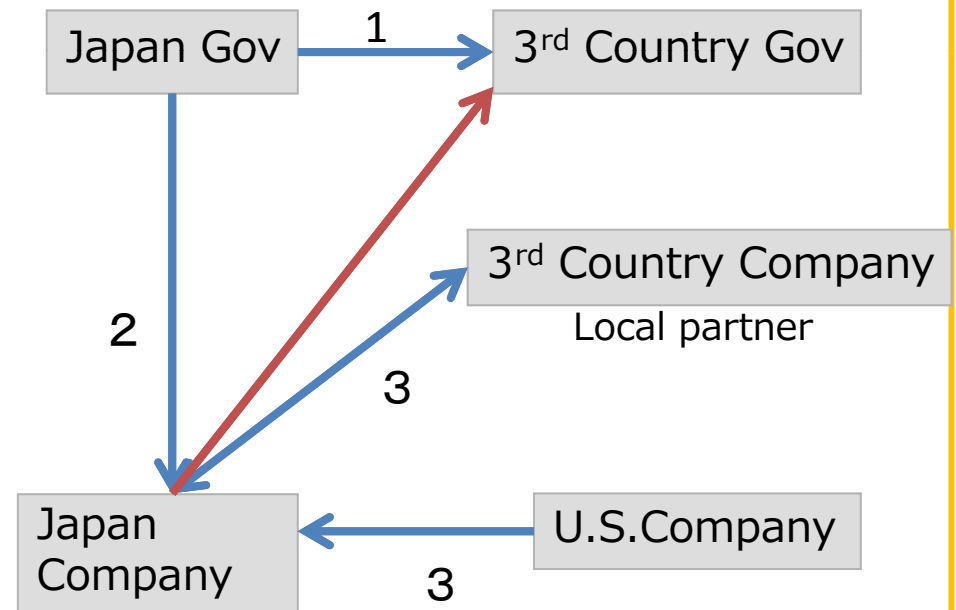 Japan Gov
1
3rd Country Gov
3rd Country Company
Local partner
2
3
Japan
Company
U.S.Company
3